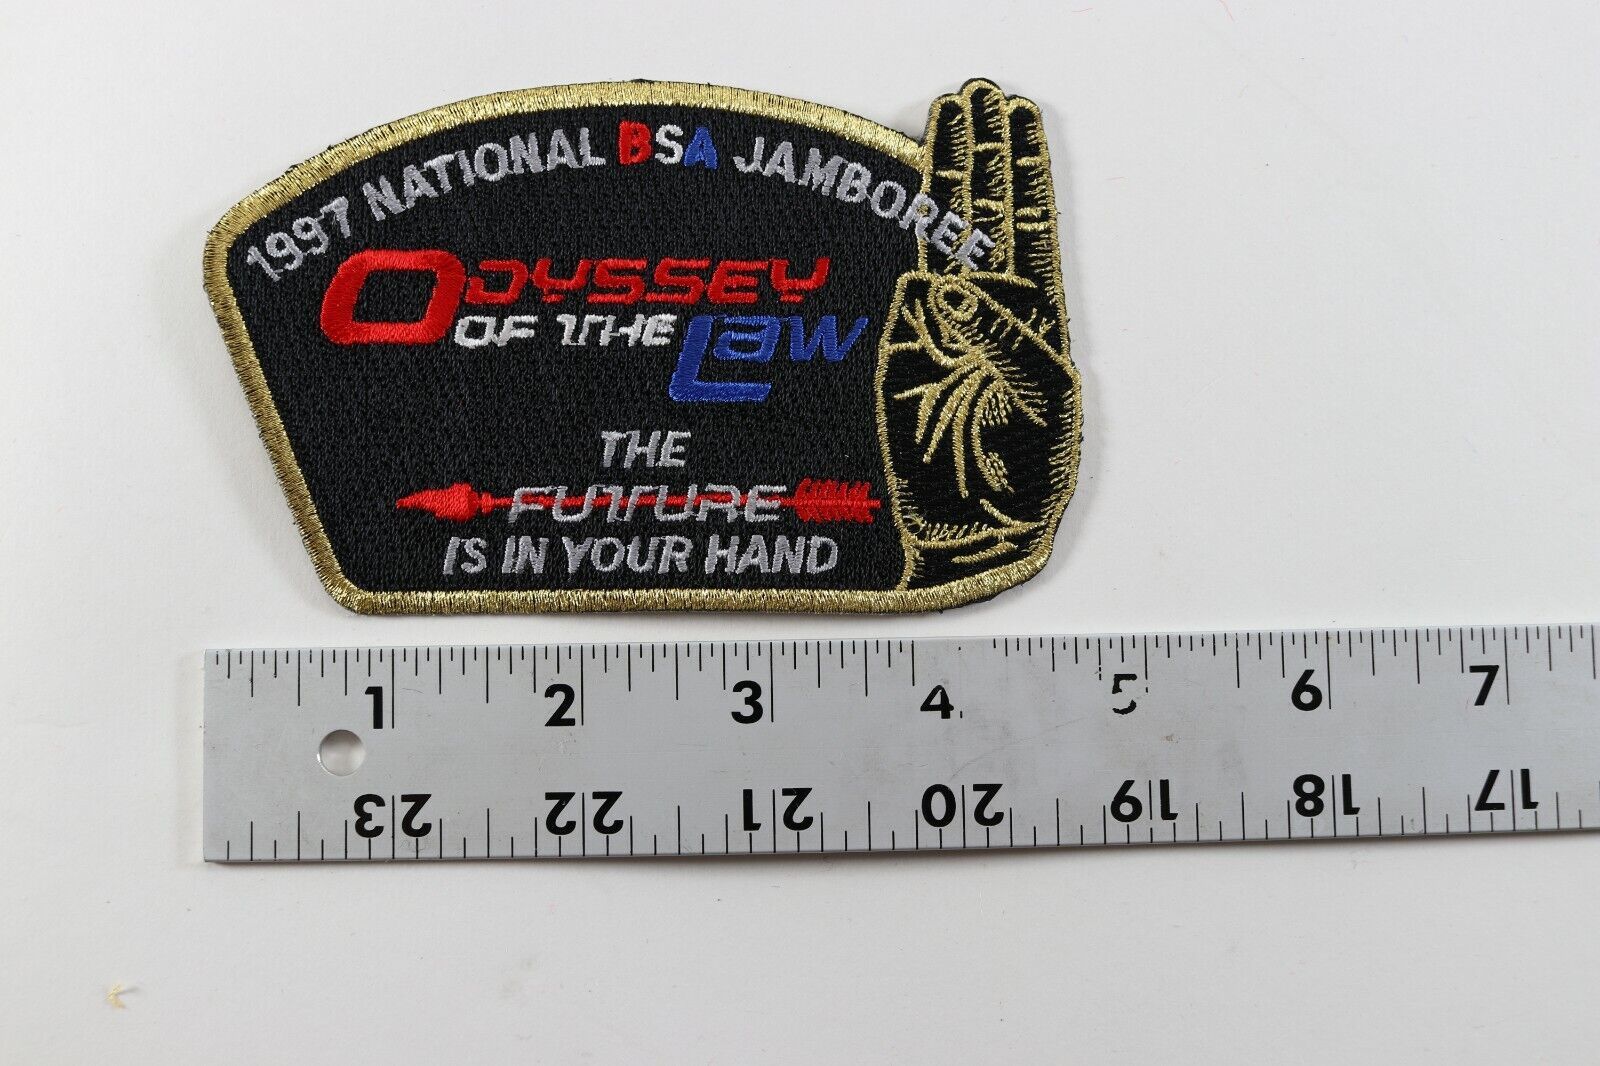 1997 NATIONAL BSA JAMBOREE
ODYSSEY
OF THE LAW
THE
FUTURE
IS IN YOUR HAND
1 2 3 4 5 6 7
23 22 21 20 19 18 17